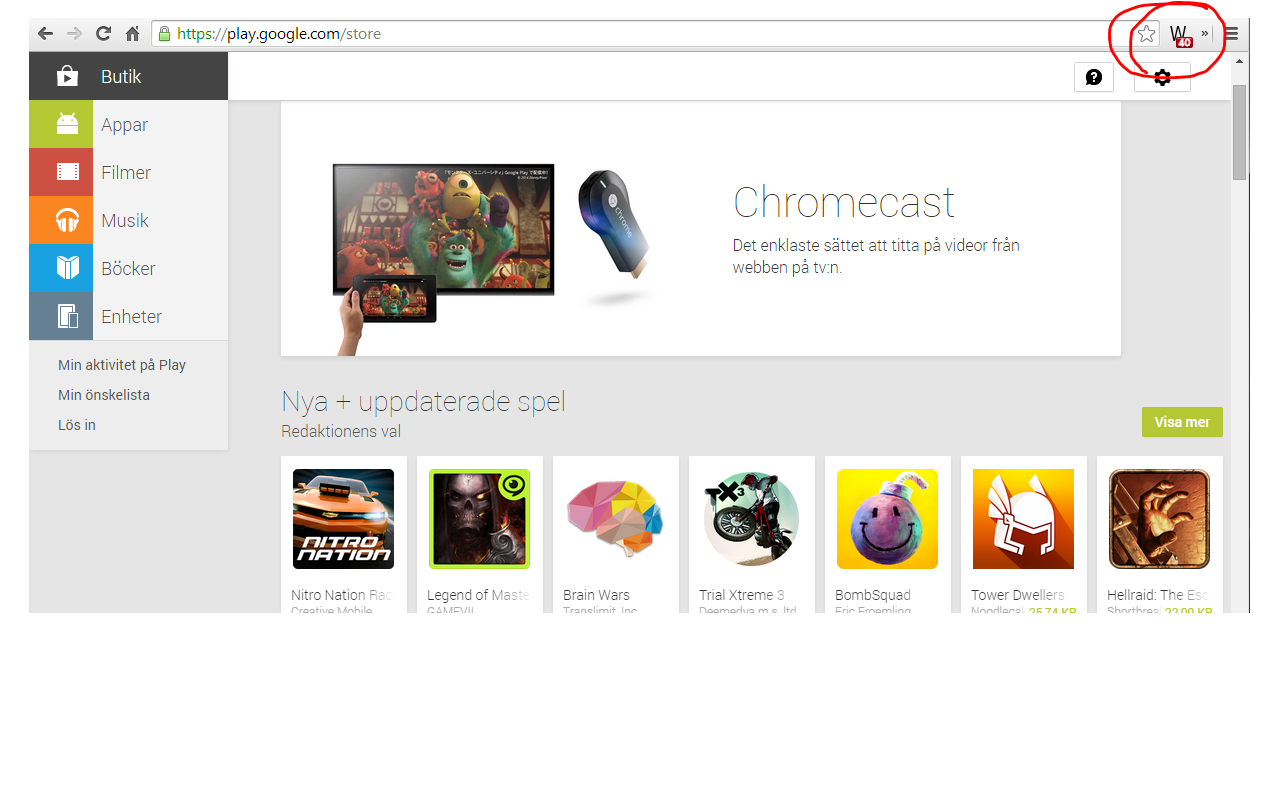 https://play.google.com/store
W
40
»
Butik
Appar
Filmer
Musik
Böcker
Enheter
Min aktivitet på Play
Min önskelista
Lös in
chrome
Chromecast
Det enklaste sättet att titta på videor från
webben på tv:n.
Nya + uppdaterade spel
Redaktionens val
Visa mer
NITRO
NATION
TX3
Nitro Nation Rac
Legend of Maste
Brain Wars
Trial Xtreme 3
BombSquad
Tower Dwellers
Hellraid: The Esc
Creative Mobile
GAMEVIL
Translimit, Inc
Deemedya m.s. ltd
Eric Froemling
Noodlecak 25,74 KR
Shortbreak 22,00 KR